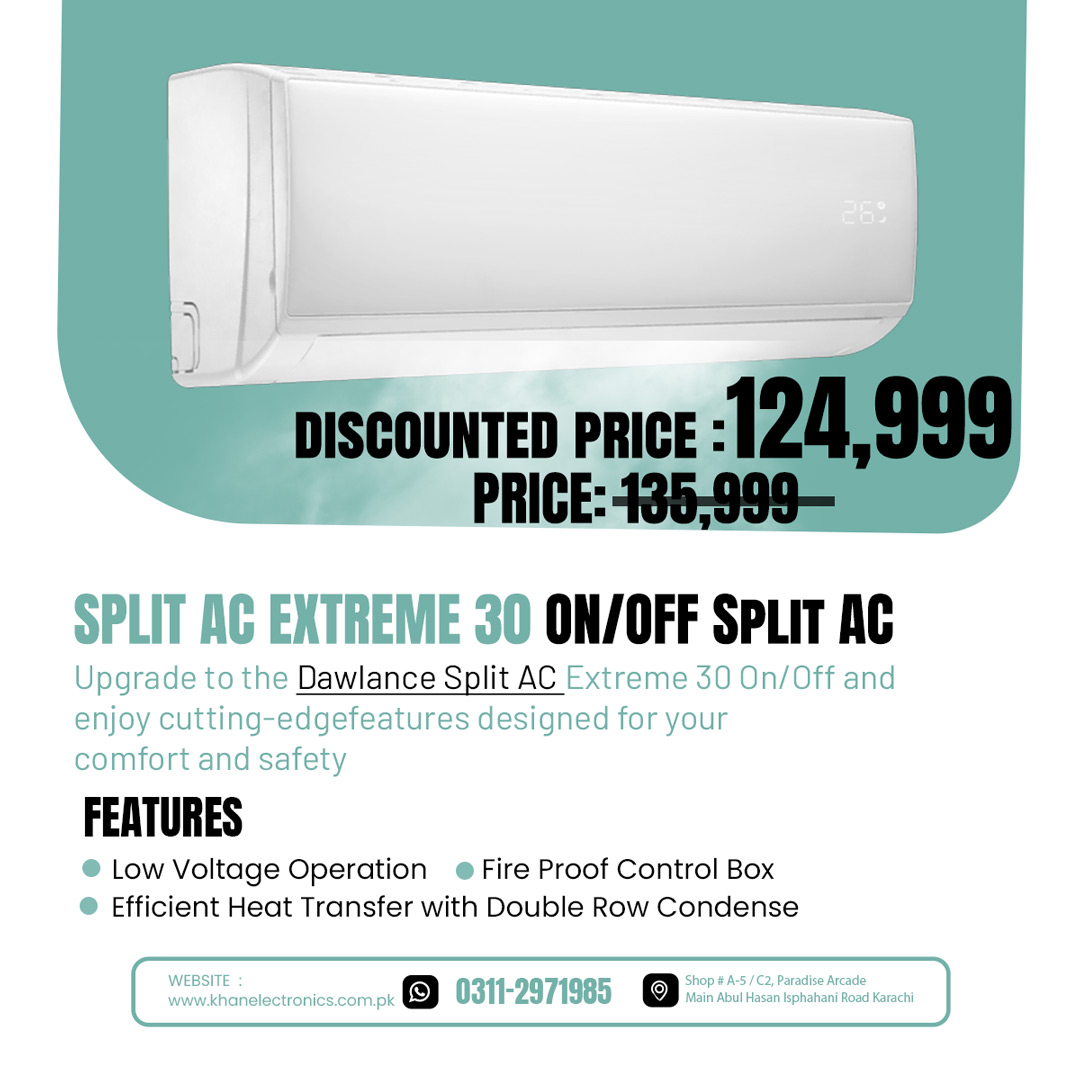 26
DISCOUNTED PRICE :124,999
PRICE: 135,999
SPLIT AC EXTREME 30 ON/OFF SPLIT AC
Upgrade to the Dawlance Split AC Extreme 30 On/Off and
enjoy cutting-edgefeatures designed for your
comfort and safety
FEATURES
Low Voltage Operation
Fire Proof Control Box
Efficient Heat Transfer with Double Row Condense
WEBSITE :
www.khanelectronics.com.pk
0311-2971985
Shop # A-5 / C2, Paradise Arcade
Main Abul Hasan Isphahani Road Karachi